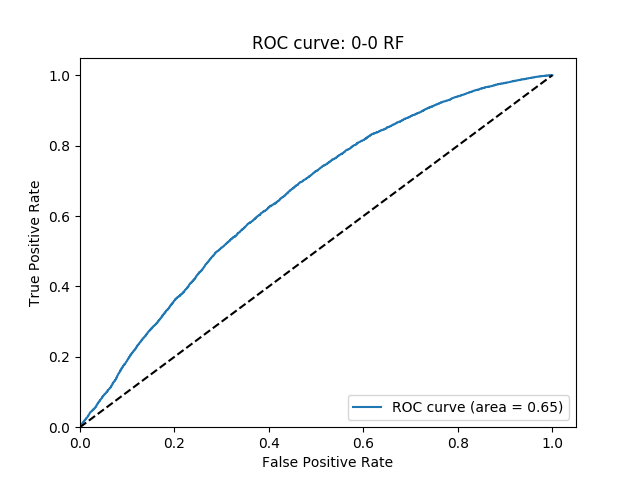 ROC curve: 0-0 RF
True Positive Rate
1.0
0.8
0.6
0.4
0.2
0.0
ROC curve (area = 0.65)
0.0 0.2 0.4 0.6 0.8 1.0
False Positive Rate